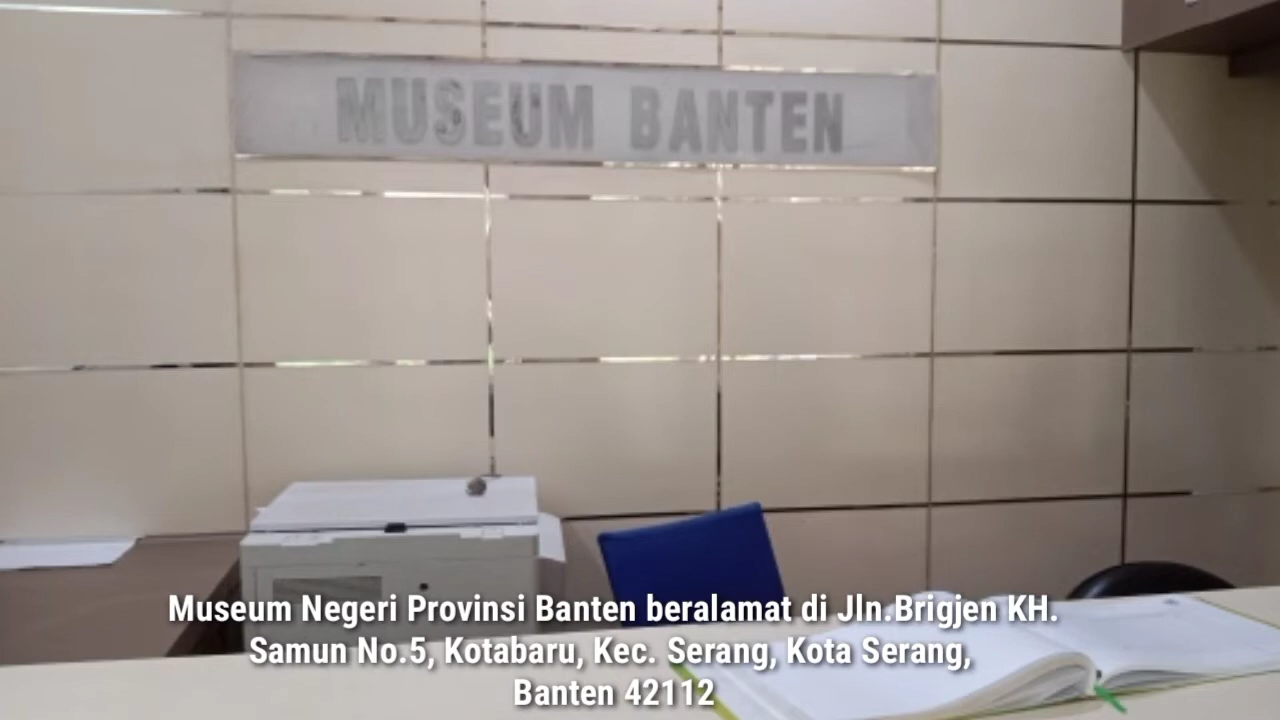 MUSEUM BANTEN
Museum Negeri Provinsi Banten beralamat di Jln.Brigjen KH.
Samun No.5, Kotabaru, Kec. Serang, Kota Serang,
Banten 42112